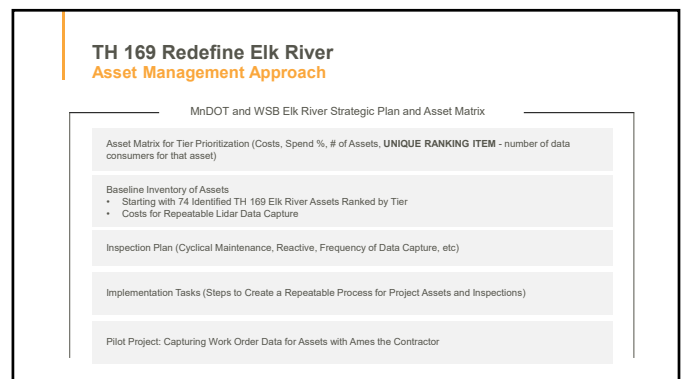 TH 169 Redefine Elk River
Asset Management Approach
MnDOT and WSB Elk River Strategic Plan and Asset Matrix
Asset Matrix for Tier Prioritization (Costs, Spend %, # of Assets, UNIQUE RANKING ITEM - number of data
consumers for that asset)
Baseline Inventory of Assets
• Starting with 74 Identified TH 169 Elk River Assets Ranked by Tier
• Costs for Repeatable Lidar Data Capture
Inspection Plan (Cyclical Maintenance, Reactive, Frequency of Data Capture, etc)
Implementation Tasks (Steps to Create a Repeatable Process for Project Assets and Inspections)
Pilot Project: Capturing Work Order Data for Assets with Ames the Contractor